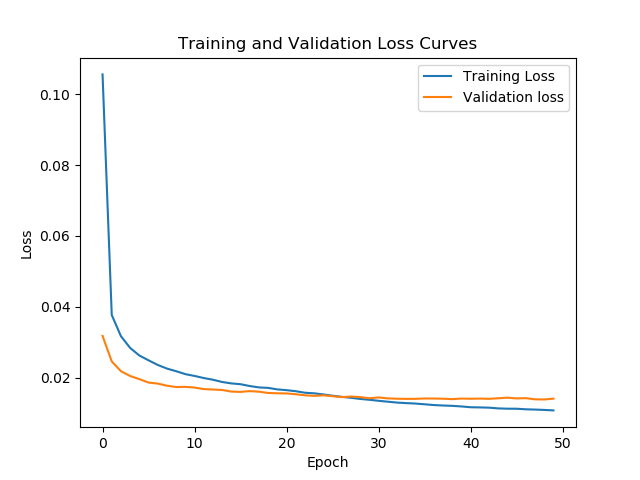 Training and Validation Loss Curves
Training Loss
Validation loss
0.10
0.08
0.06
0.04
0.02
Loss
0 10 20 30 40 50
Epoch